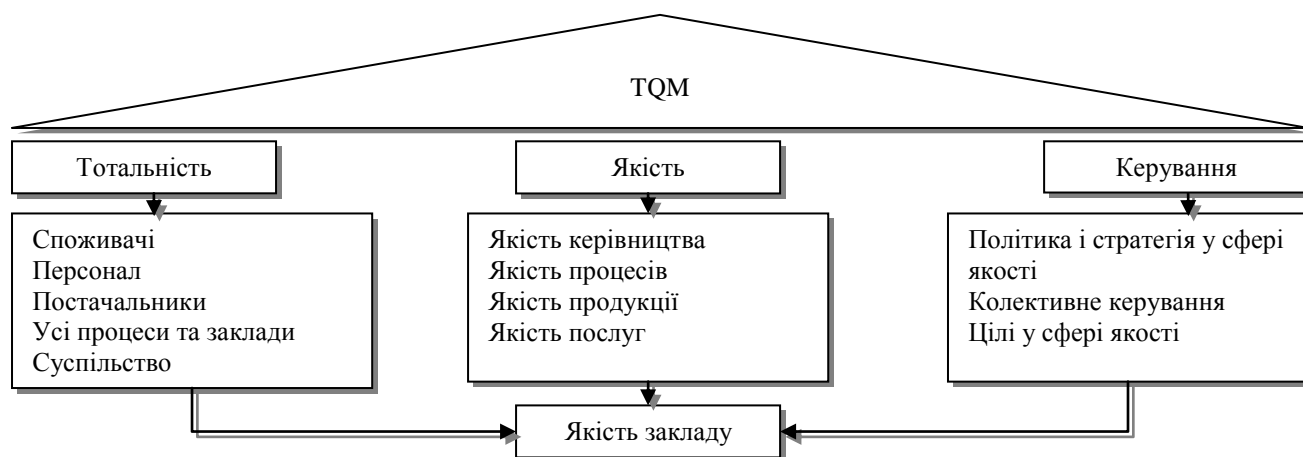 TQM
Тотальність
Якість
Керування
Споживачі
Персонал
Постачальники
Усі процеси та заклади
Суспільство
Якість керівництва
Якість процесів
Якість продукції
Якість послуг
Політика і стратегія у сфері
якості
Колективне керування
Цілі у сфері якості
Якість закладу